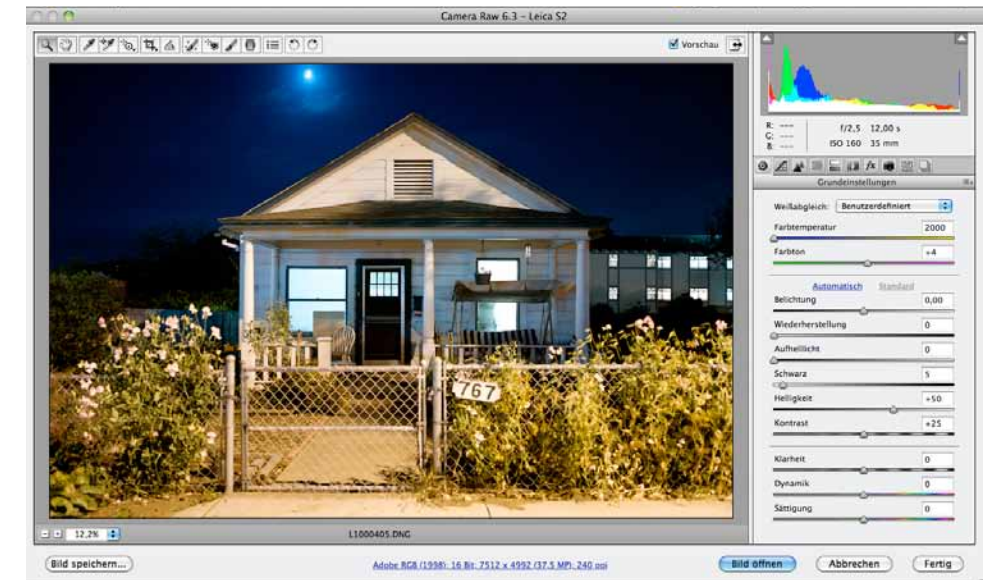 Camera Raw 6.3 – Leica S2
Vorschau
R: ---
G: ---
B: ---
f/2,5 12,00 s
ISO 160 35 mm
fx
Grundeinstellungen
Weißabgleich: Benutzerdefiniert
Farbtemperatur 2000
Farbton +4
Automatisch Standard
Belichtung 0,00
Wiederherstellung 0
Aufhelllicht 0
Schwarz 5
Helligkeit +50
Kontrast +25
Klarheit 0
Dynamik 0
Sättigung 0
767
12,2%
L1000405.DNG
Bild speichern...
Adobe RGB (1998); 16 Bit; 7512 x 4992 (37,5 MP); 240 ppi
Bild öffnen
Abbrechen
Fertig